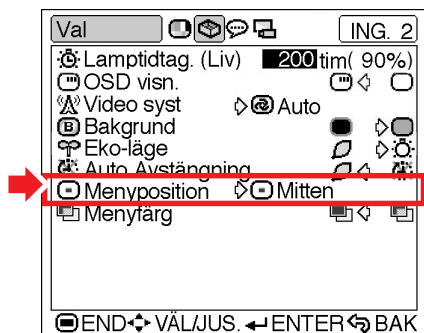 Val ING. 2
Lamptidtag. (Liv) 200 tim( 90%)
OSD visn.
Video syst Auto
B Bakgrund
Eko-läge
Auto Avstängning
Menyposition Mitten
Menyfärg
END VÄL/JUS. ENTER BAK